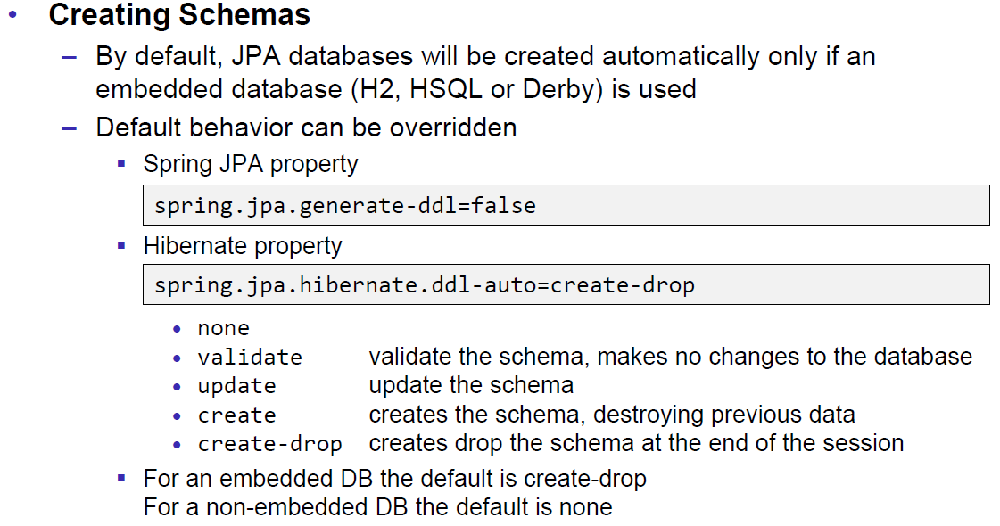 • Creating Schemas
– By default, JPA databases will be created automatically only if an
embedded database (H2, HSQL or Derby) is used
– Default behavior can be overridden
▪ Spring JPA property
spring.jpa.generate-ddl=false
▪ Hibernate property
spring.jpa.hibernate.ddl-auto=create-drop
• none
• validate validate the schema, makes no changes to the database
• update update the schema
• create creates the schema, destroying previous data
• create-drop creates drop the schema at the end of the session
▪ For an embedded DB the default is create-drop
For a non-embedded DB the default is none